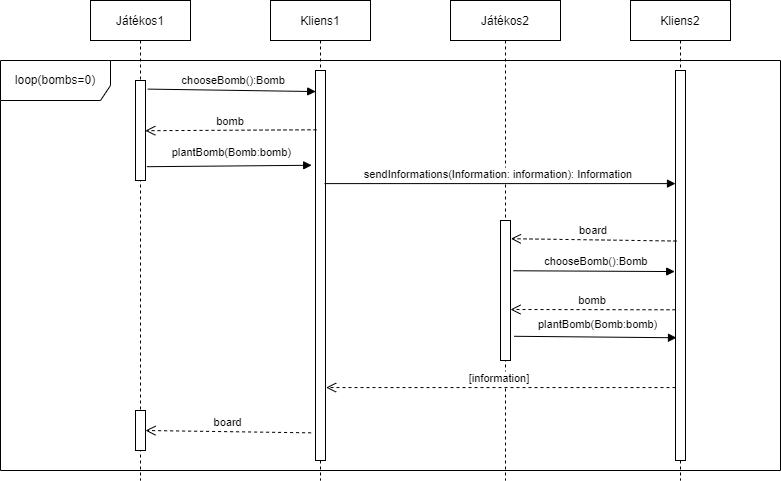 Játékos1
Kliens1
Játékos2
Kliens2
loop(bombs=0)
chooseBomb():Bomb
bomb
plantBomb(Bomb:bomb)
sendInformations(Information: information): Information
board
chooseBomb():Bomb
bomb
plantBomb(Bomb:bomb)
[information]
board